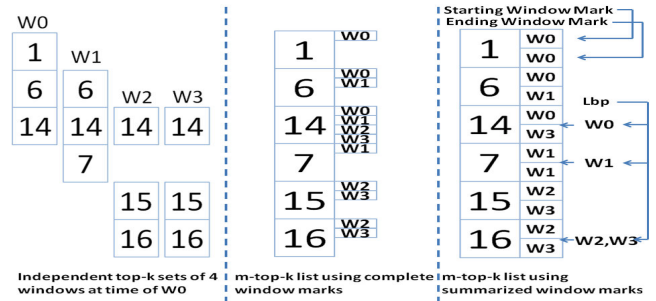 W0
W1
W2 W3
1
6 6
14 14 14 14
7
15 15
16 16
Independent top-k sets of 4
windows at time of W0
1 W0
6 W0
W1
14 W0
W1
W2
W3
7 W1
15 W2
W3
16 W2
W3
m-top-k list using complete
window marks
Starting Window Mark
Ending Window Mark
1 W0
W0
6 W0
W1
Lbp
14 W0
W3 W0
7 W1
W1 W1
15 W2
W3
16 W2
W3 W2,W3
m-top-k list using
summarized window marks